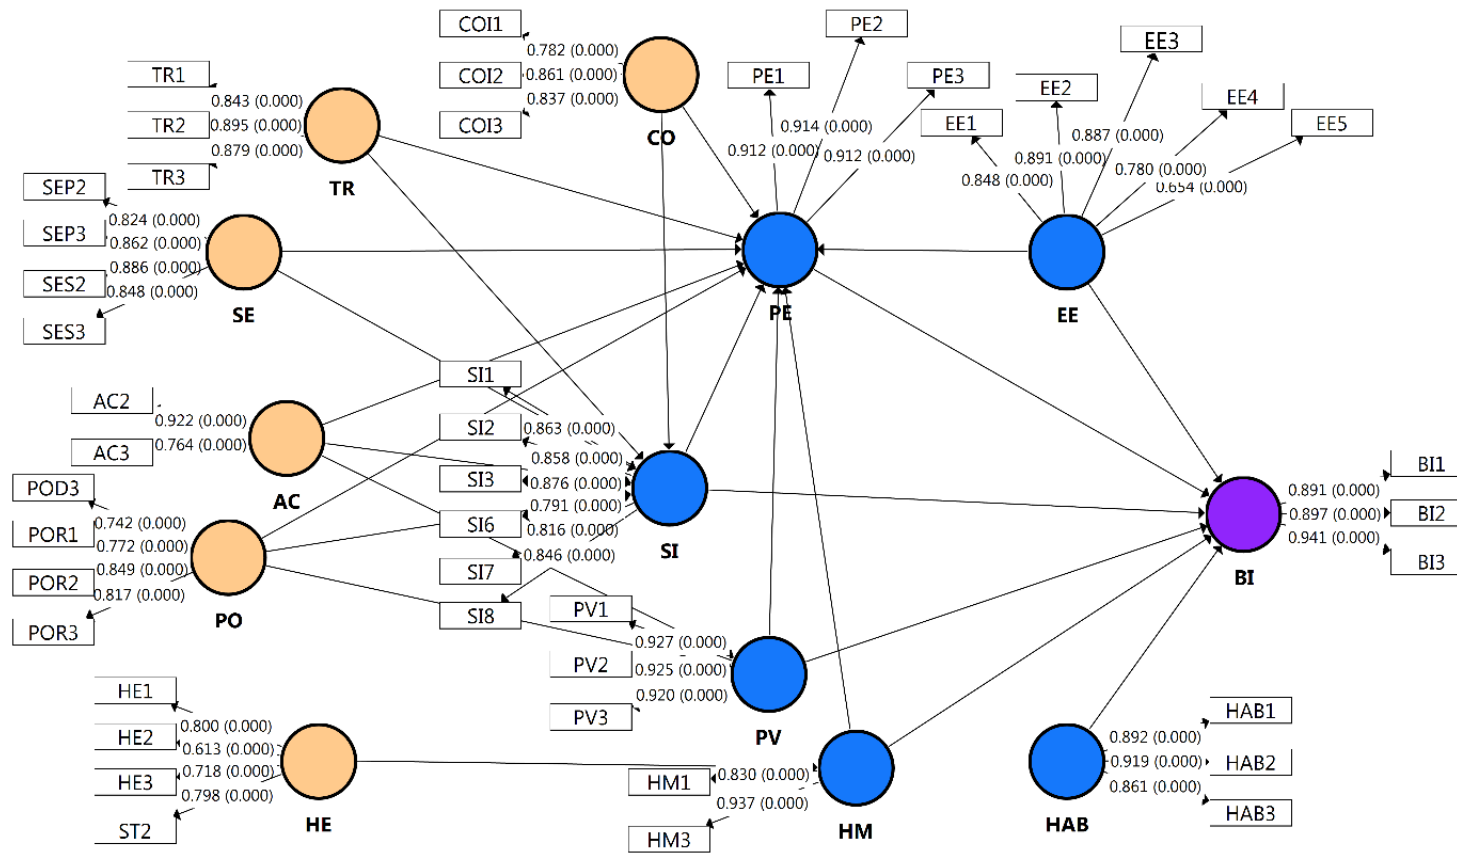 COI1
0.782 (0.000)
COI2
0.861 (0.000)
COI3
0.837 (0.000)
CO
TR1
0.843 (0.000)
TR2
0.895 (0.000)
TR3
0.879 (0.000)
TR
PE1
PE2
PE3
0.912 (0.000)
0.914 (0.000)
0.912 (0.000)
PE
EE1
EE2
EE3
EE4
EE5
0.848 (0.000)
0.891 (0.000)
0.887 (0.000)
0.780 (0.000)
0.654 (0.000)
EE
SEP2
0.824 (0.000)
SEP3
0.862 (0.000)
SES2
0.886 (0.000)
SES3
0.848 (0.000)
SE
AC2
0.922 (0.000)
AC3
0.764 (0.000)
AC
SI1
0.863 (0.000)
SI2
0.858 (0.000)
SI3
0.876 (0.000)
SI6
0.791 (0.000)
SI7
0.816 (0.000)
SI8
0.846 (0.000)
SI
POD3
0.742 (0.000)
POR1
0.772 (0.000)
POR2
0.849 (0.000)
POR3
0.817 (0.000)
PO
BI1
0.891 (0.000)
BI2
0.897 (0.000)
BI3
0.941 (0.000)
BI
PV1
0.927 (0.000)
PV2
0.925 (0.000)
PV3
0.920 (0.000)
PV
HE1
0.800 (0.000)
HE2
0.613 (0.000)
HE3
0.718 (0.000)
ST2
0.798 (0.000)
HE
HM1
0.830 (0.000)
HM3
0.937 (0.000)
HM
HAB1
0.892 (0.000)
HAB2
0.919 (0.000)
HAB3
0.861 (0.000)
HAB